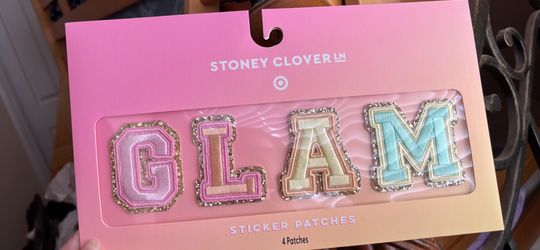 STONEY CLOVER LN
GLAM
STICKER PATCHES
4 Patches